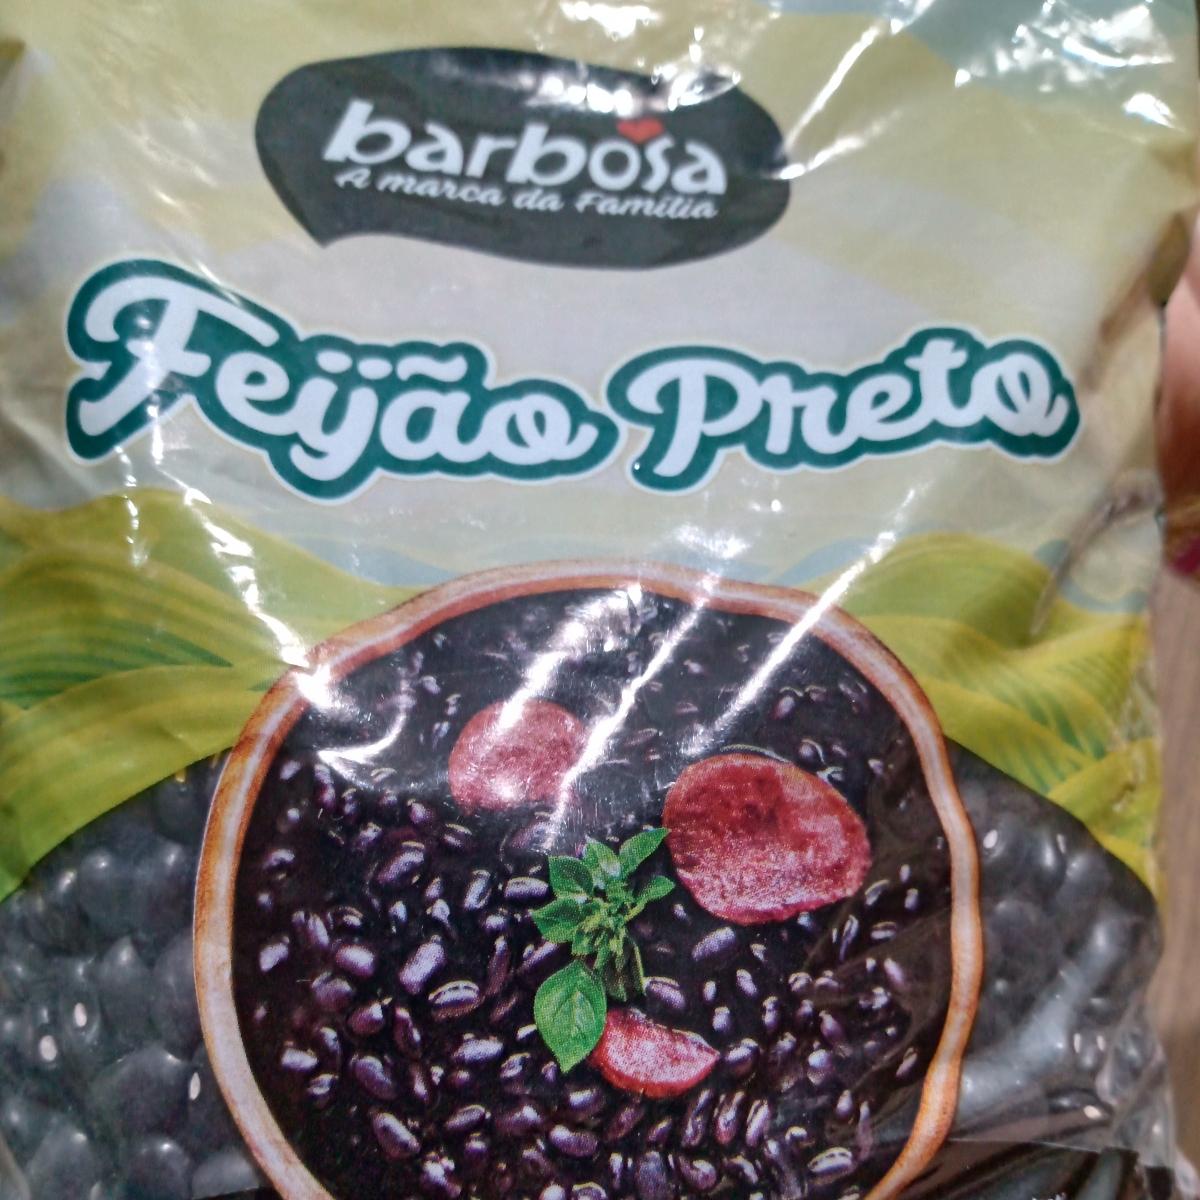 barbosa
A marca da Família
Feijão Preto